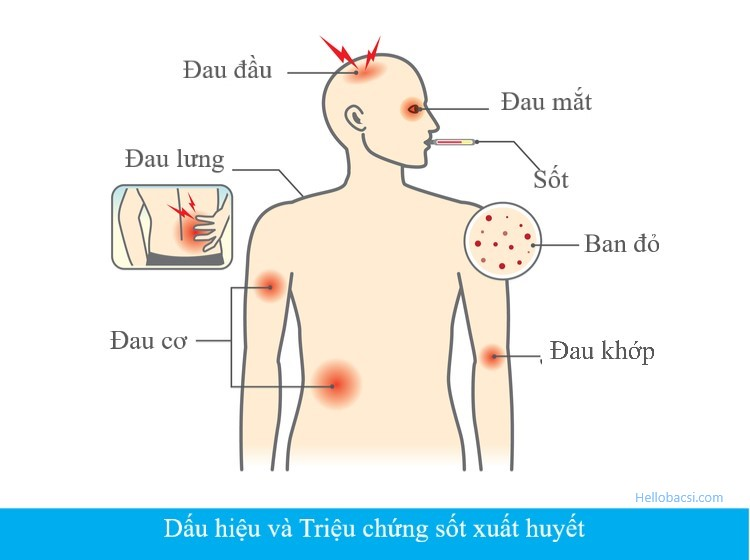 Đau đầu
Đau mắt
Đau lưng
Sốt
Ban đỏ
Đau cơ
Đau khớp
Hellobacsi.com
Dấu hiệu và Triệu chứng sốt xuất huyết